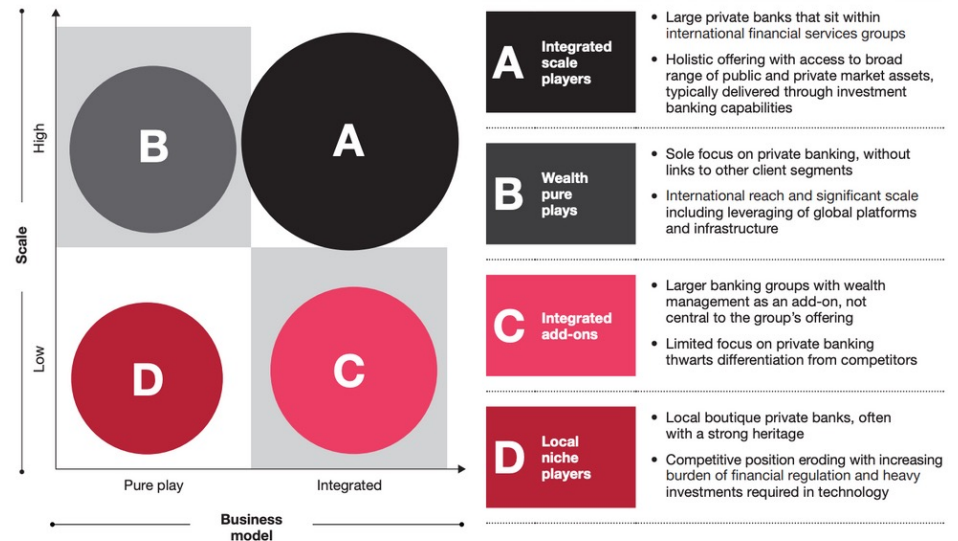 High
Scale
Low
B
A
D
C
Pure play
Integrated
Business
model
A
Integrated
scale
players
• Large private banks that sit within
international financial services groups
• Holistic offering with access to broad
range of public and private market assets,
typically delivered through investment
banking capabilities
B
Wealth
pure
plays
• Sole focus on private banking, without
links to other client segments
• International reach and significant scale
including leveraging of global platforms
and infrastructure
C
Integrated
add-ons
• Larger banking groups with wealth
management as an add-on, not
central to the group's offering
• Limited focus on private banking
thwarts differentiation from competitors
D
Local
niche
players
• Local boutique private banks, often
with a strong heritage
• Competitive position eroding with increasing
burden of financial regulation and heavy
investments required in technology